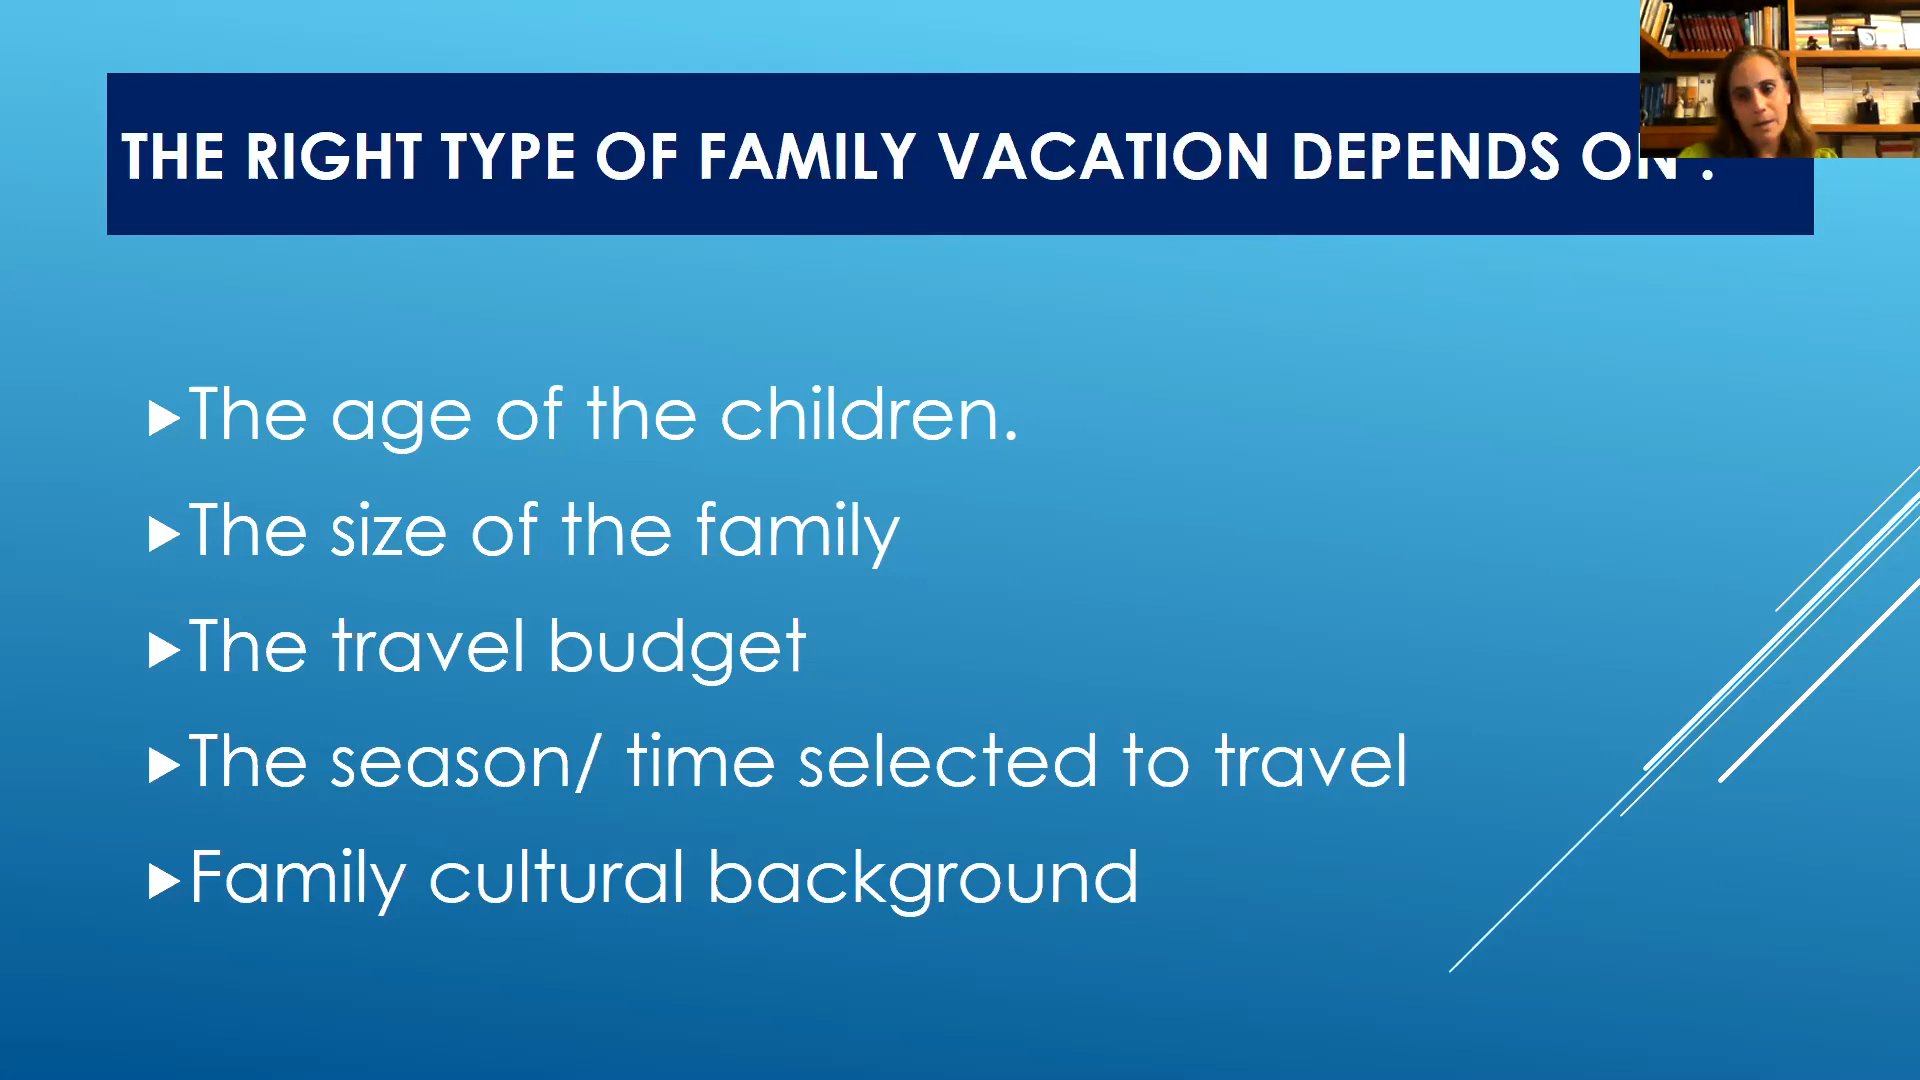 THE RIGHT TYPE OF FAMILY VACATION DEPENDS ON :
The age of the children.
The size of the family
The travel budget
The season/ time selected to travel
Family cultural background